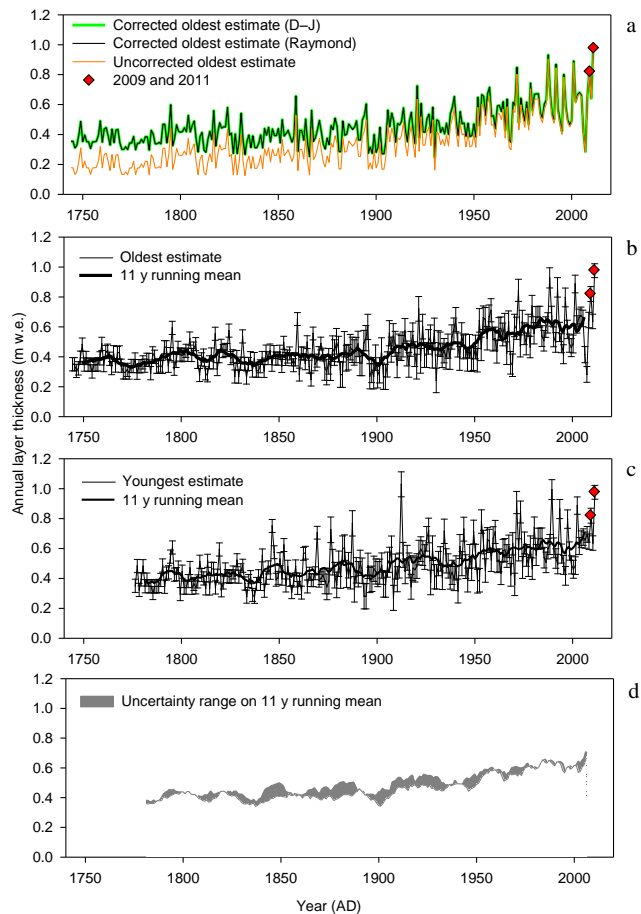 a
Corrected oldest estimate (D–J)
Corrected oldest estimate (Raymond)
Uncorrected oldest estimate
2009 and 2011
1.2
1.0
0.8
0.6
0.4
0.2
0.0
1750 1800 1850 1900 1950 2000
b
Oldest estimate
11 y running mean
1.2
1.0
0.8
0.6
0.4
0.2
0.0
1750 1800 1850 1900 1950 2000
Annual layer thickness (m w.e.)
c
Youngest estimate
11 y running mean
1.2
1.0
0.8
0.6
0.4
0.2
0.0
1750 1800 1850 1900 1950 2000
d
Uncertainty range on 11 y running mean
1.2
1.0
0.8
0.6
0.4
0.2
0.0
1750 1800 1850 1900 1950 2000
Year (AD)